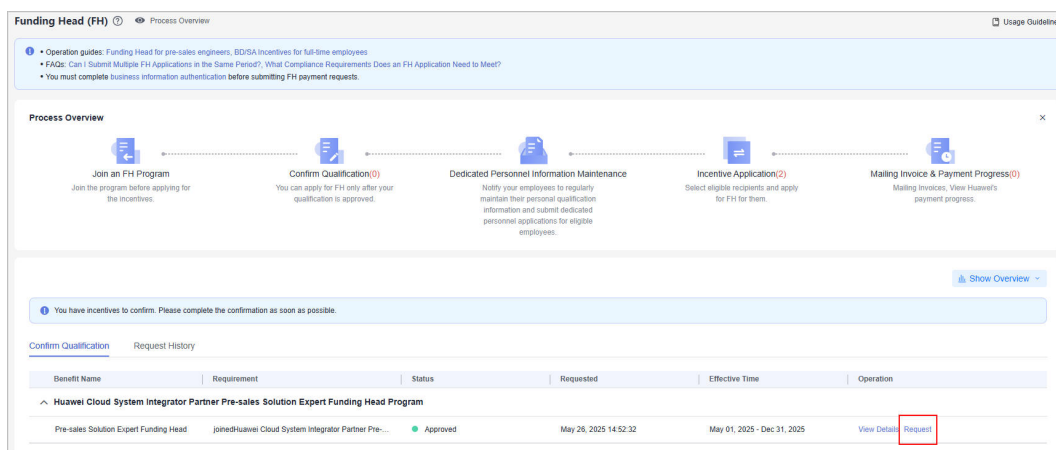 Funding Head (FH) Process Overview Usage Guideline
• Operation guides: Funding Head for pre-sales engineers, BD/SA Incentives for full-time employees
• FAQs: Can I Submit Multiple FH Applications in the Same Period?, What Compliance Requirements Does an FH Application Need to Meet?
• You must complete business information authentication before submitting FH payment requests.
Process Overview
Join an FH Program
Join the program before applying for
the incentives.
Confirm Qualification(0)
You can apply for FH only after your
qualification is approved.
Dedicated Personnel Information Maintenance
Notify your employees to regularly
maintain their personal qualification
information and submit dedicated
personnel applications for eligible
employees.
Incentive Application(2)
Select eligible recipients and apply
for FH for them.
Mailing Invoice & Payment Progress(0)
Mailing Invoices, View Huawei's
payment progress.
Show Overview
You have incentives to confirm. Please complete the confirmation as soon as possible.
Confirm Qualification Request History
Benefit Name Requirement Status Requested Effective Time Operation
Huawei Cloud System Integrator Partner Pre-sales Solution Expert Funding Head Program
Pre-sales Solution Expert Funding Head joinedHuawei Cloud System Integrator Partner Pre-... Approved May 26, 2025 14:52:32 May 01, 2025 - Dec 31, 2025 View Details Request